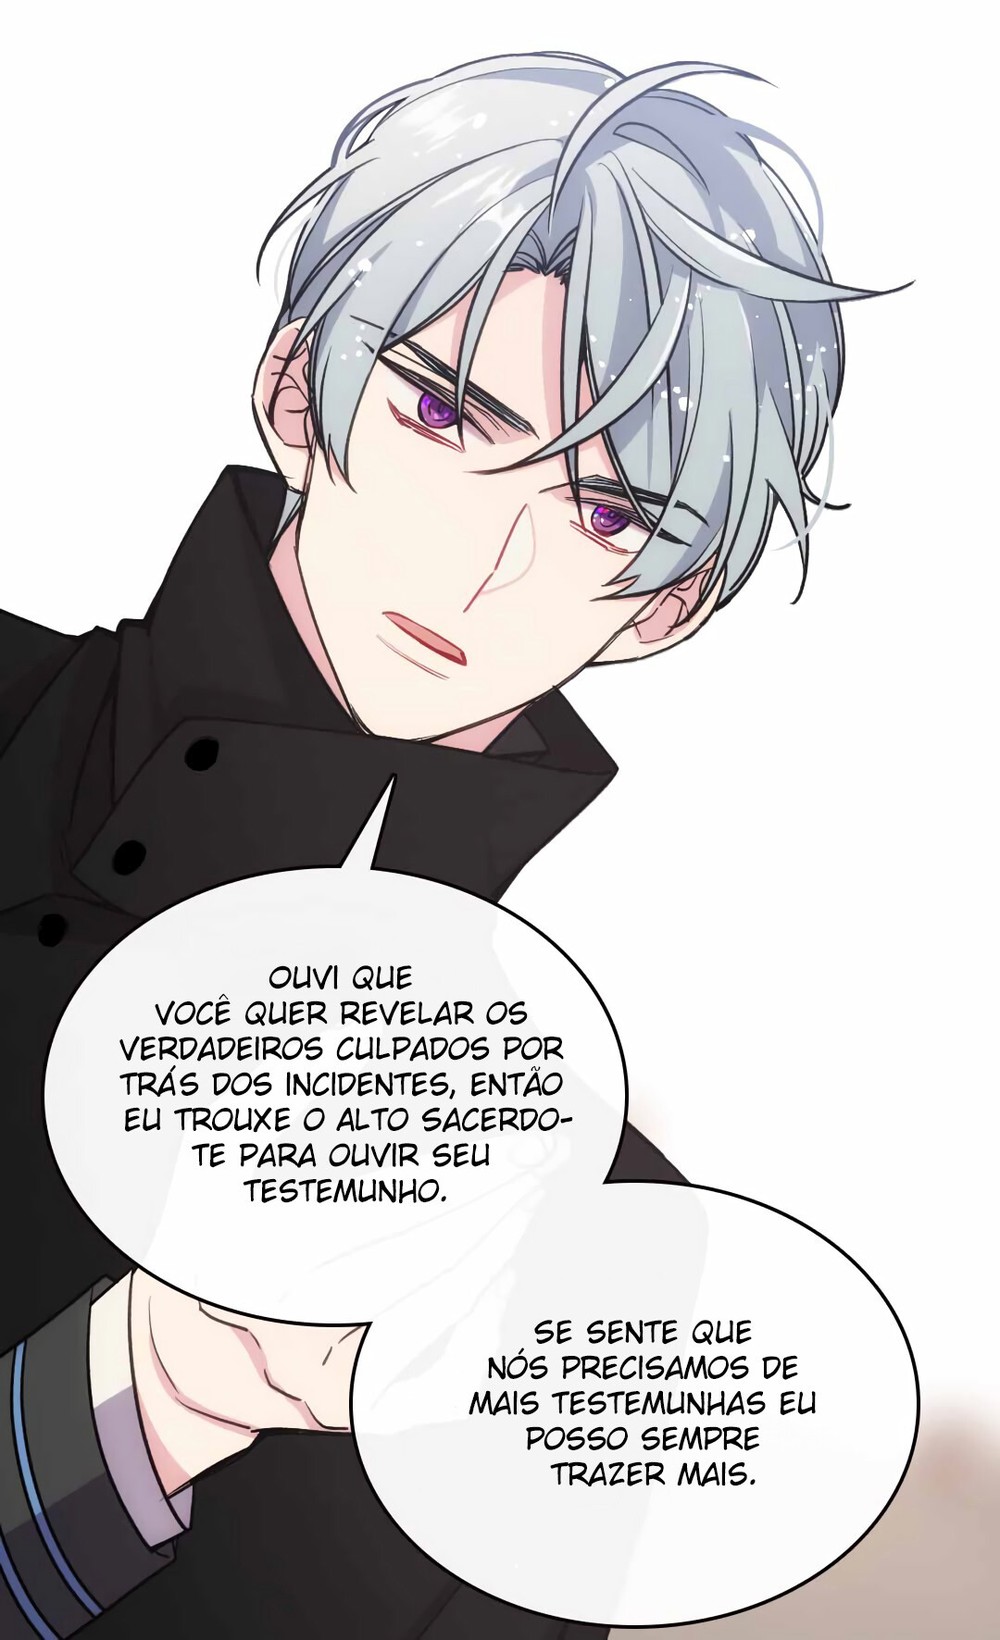 OUVI QUE
VOCÊ QUER REVELAR OS
VERDADEIROS CULPADOS POR
TRÁS DOS INCIDENTES, ENTÃO
EU TROUXE O ALTO SACERDO-
TE PARA OUVIR SEU
TESTEMUNHO.
SE SENTE QUE
NÓS PRECISAMOS DE
MAIS TESTEMUNHAS EU
POSSO SEMPRE
TRAZER MAIS.